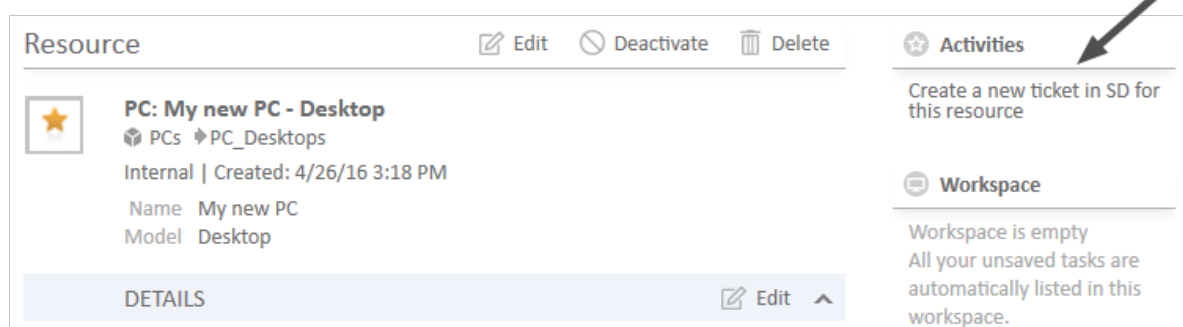 Resource
Edit
Deactivate
Delete
PC: My new PC - Desktop
PCs PC_Desktops
Internal | Created: 4/26/16 3:18 PM
Name My new PC
Model Desktop
DETAILS
Edit
Activities
Create a new ticket in SD for
this resource
Workspace
Workspace is empty
All your unsaved tasks are
automatically listed in this
workspace.